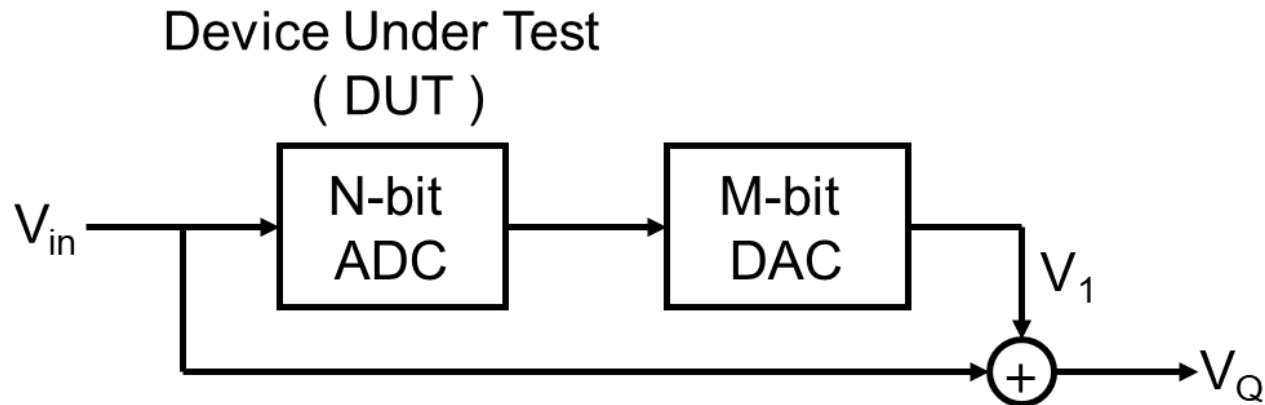 Device Under Test
( DUT )
V_in
N-bit
ADC
M-bit
DAC
V_1
+
V_Q